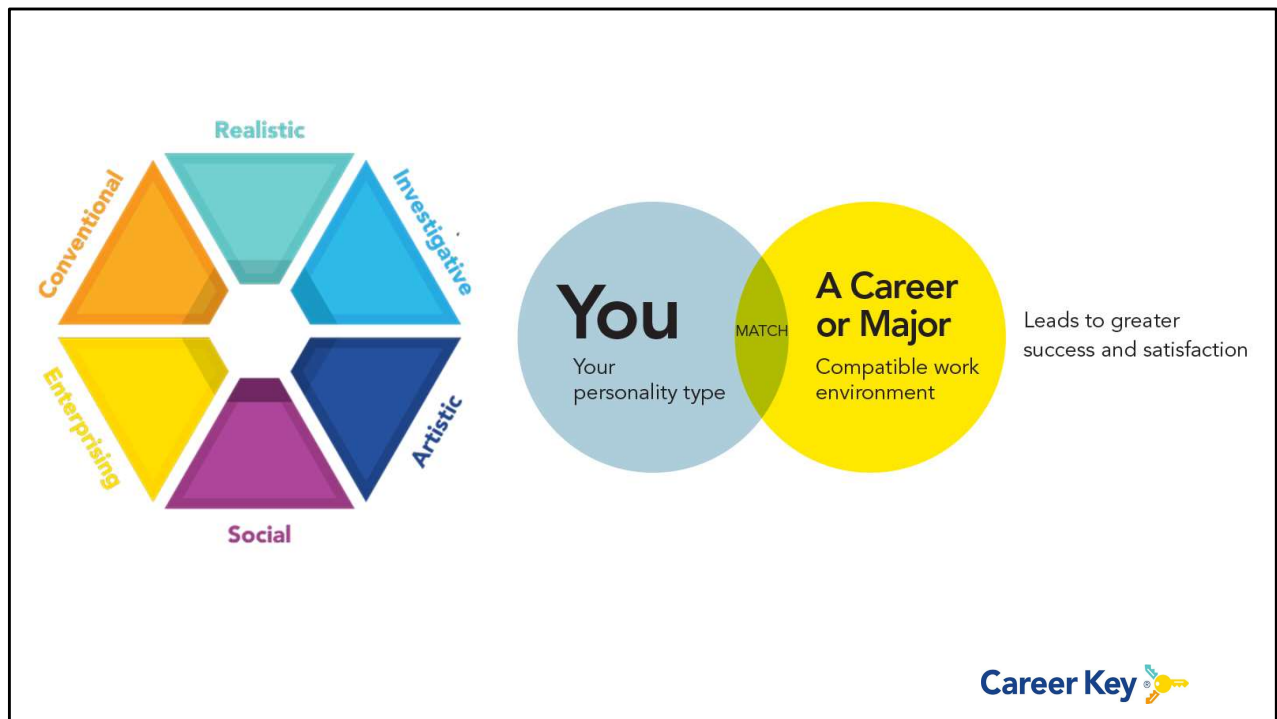 Realistic
Investigative
Conventional
Enterprising
Artistic
Social
You
Your
personality type
MATCH
A Career
or Major
Compatible work
environment
Leads to greater
success and satisfaction
Career Key ®